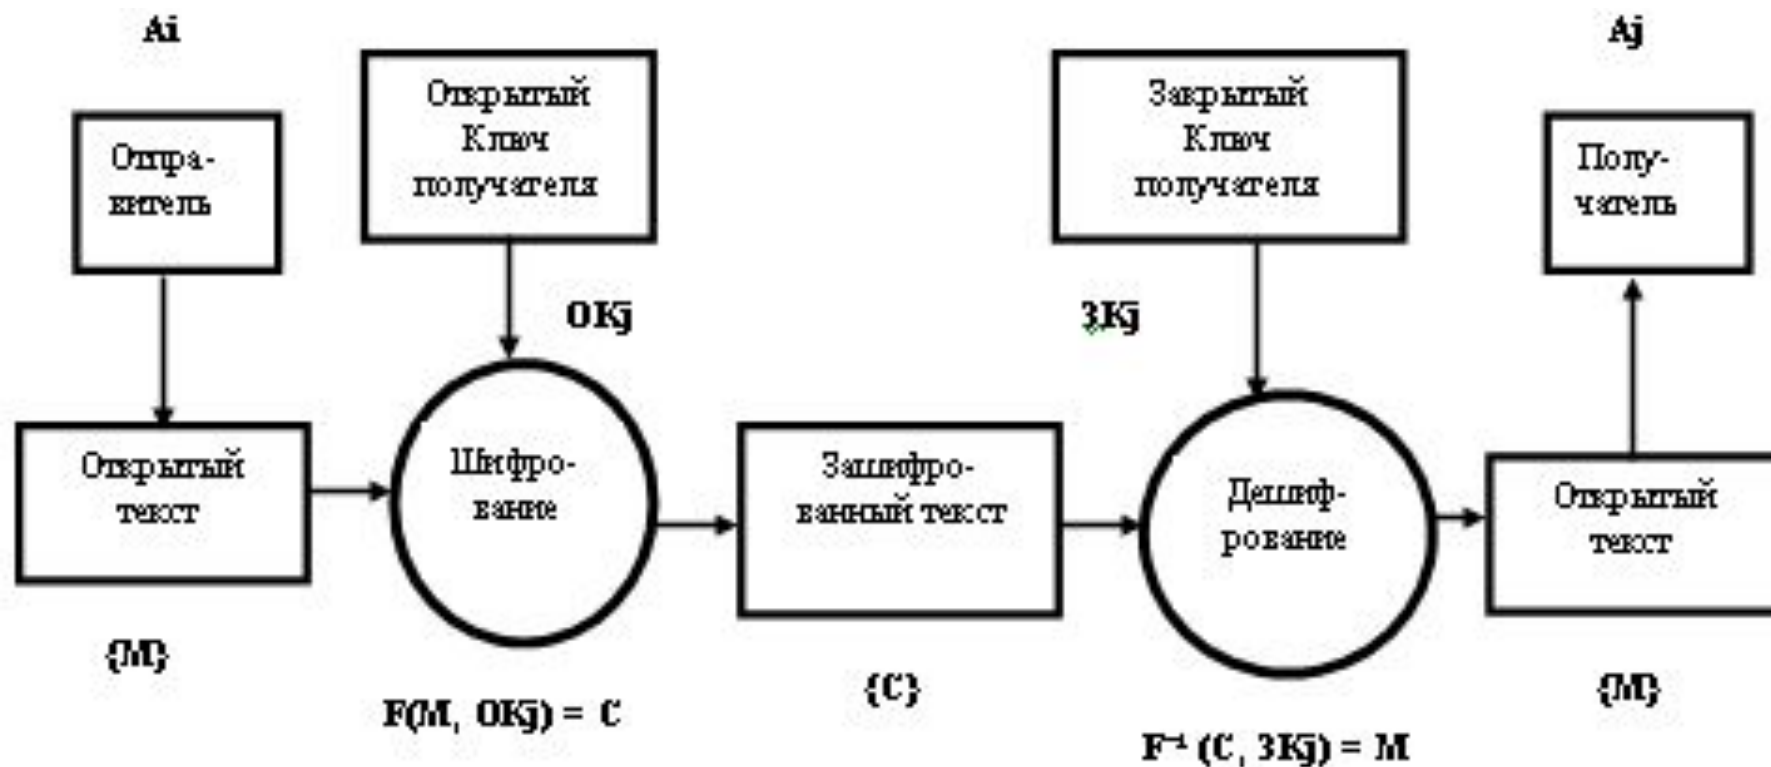 Ai
Aj
Отпра-
витель
Открытый
Ключ
получателя
Закрытый
Ключ
получателя
Полу-
чатель
ОКj
ЗКj
Открытый
текст
Шифро-
вание
Зашифро-
ванный текст
Дешиф-
рование
Открытый
текст
{M}
{C}
{M}
F(M, ОКj) = C
F⁻¹ (C, ЗКj) = M